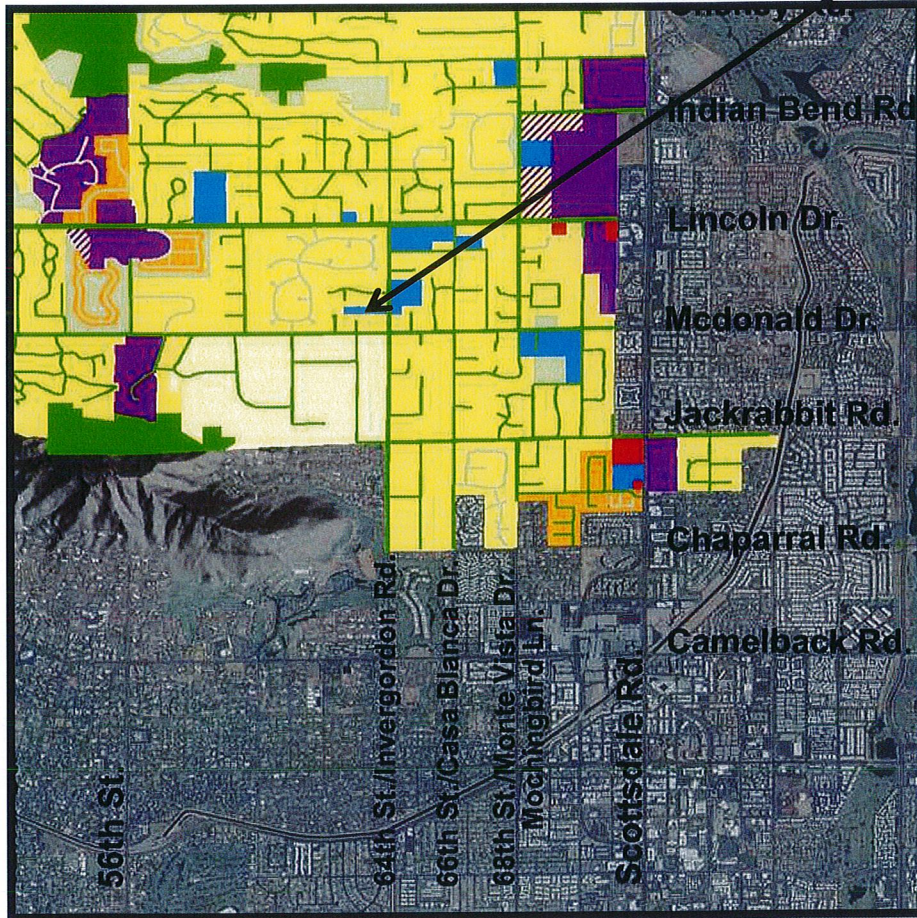 Indian Bend Rd
Lincoln Dr.
Mcdonald Dr.
Jackrabbit Rd.
Chaparral Rd.
Camelback Rd.
56th St.
64th St./Invergordon Rd.
66th St./Casa Blanca Dr.
68th St./Monte Vista Dr.
Mockingbird Ln.
Scottsdale Rd.